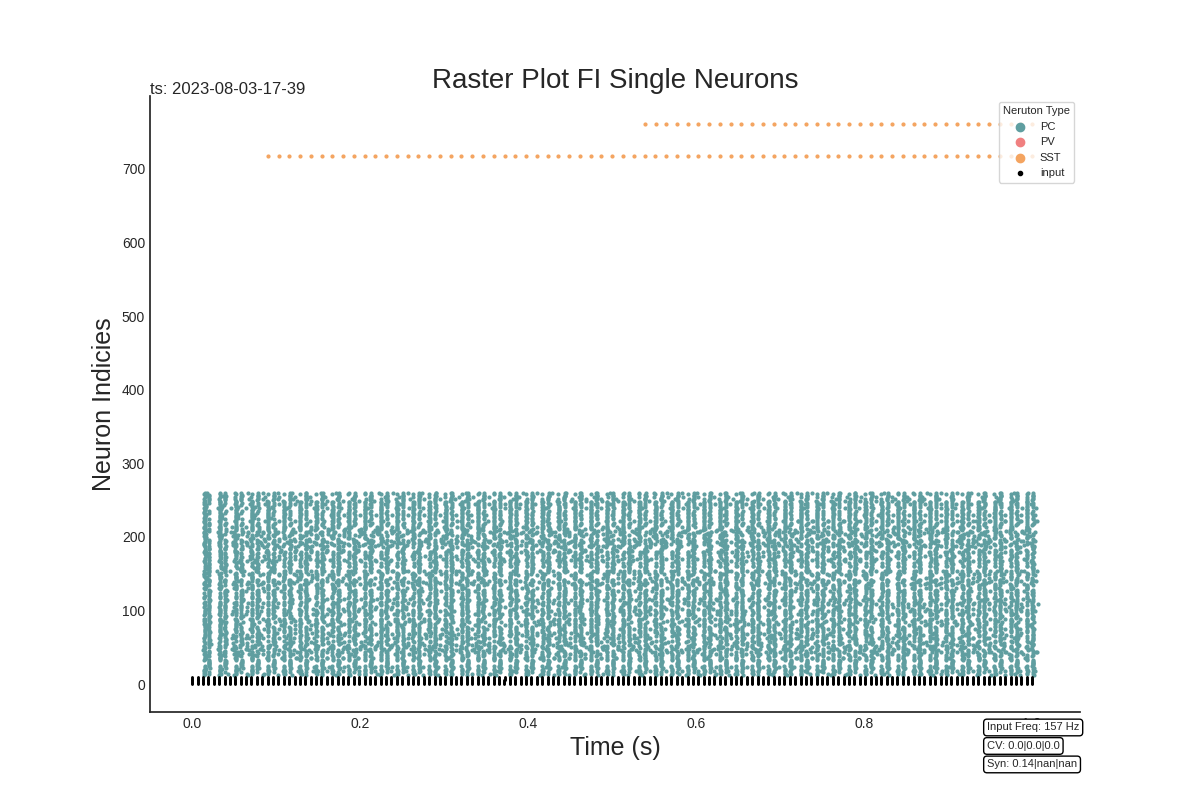 Raster Plot FI Single Neurons
ts: 2023-08-03-17-39
Neruton Type
PC
PV
SST
input
Neuron Indicies
700
600
500
400
300
200
100
0
0.0 0.2 0.4 0.6 0.8
Time (s)
Input Freq: 157 Hz
CV: 0.0|0.0|0.0
Syn: 0.14|nan|nan